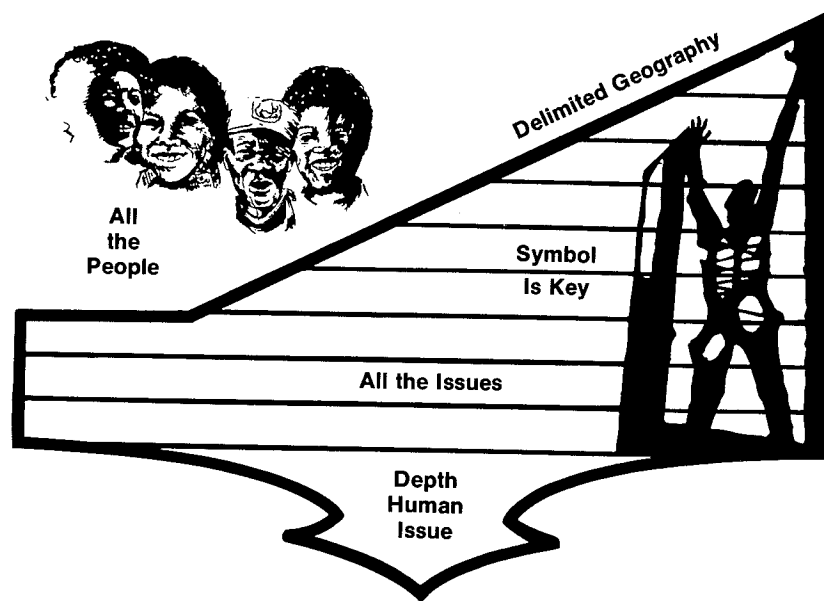 Delimited Geography
All
the
People
Symbol
Is Key
All the Issues
Depth
Human
Issue